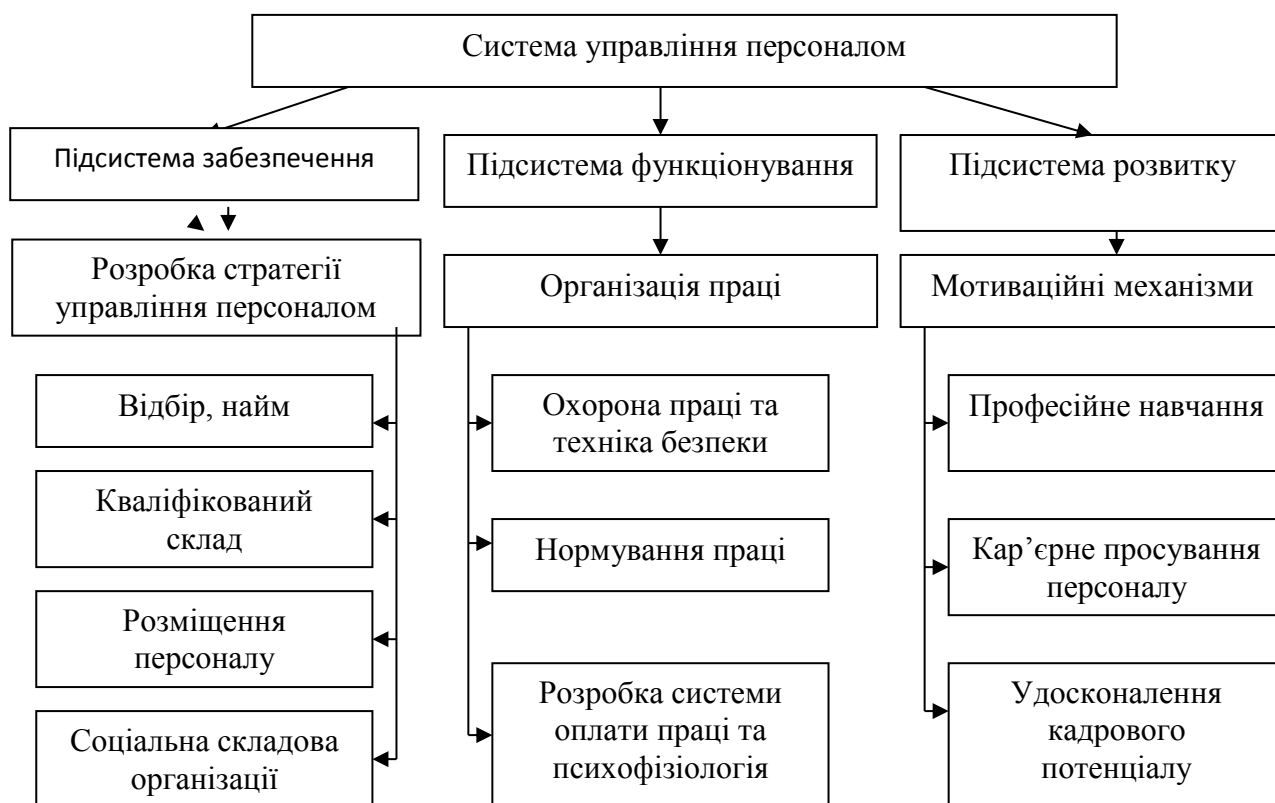 Система управління персоналом
Підсистема забезпечення
Підсистема функціонування
Підсистема розвитку
Розробка стратегії
управління персоналом
Організація праці
Мотиваційні механізми
Відбір, найм
Кваліфікований
склад
Розміщення
персоналу
Соціальна складова
організації
Охорона праці та
техніка безпеки
Нормування праці
Розробка системи
оплати праці та
психофізіологія
Професійне навчання
Кар’єрне просування
персоналу
Удосконалення
кадрового
потенціалу